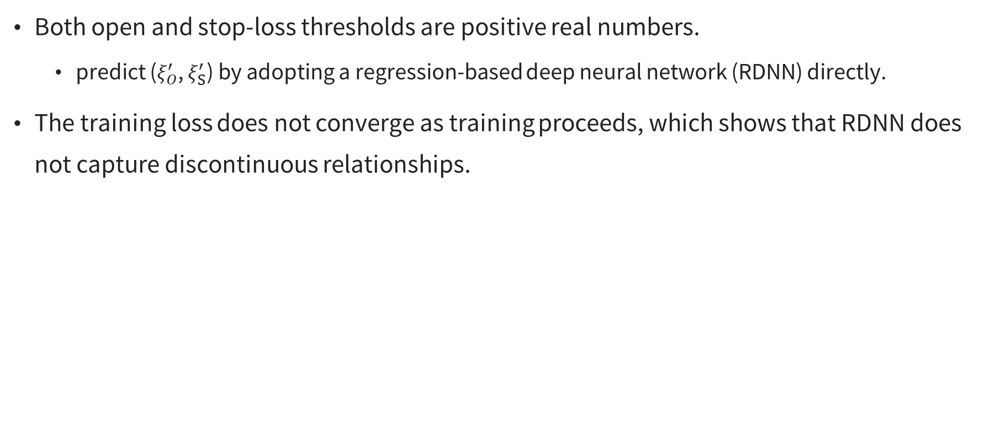 • Both open and stop-loss thresholds are positive real numbers.
• predict (ξ′ₒ, ξ′ₛ) by adopting a regression-based deep neural network (RDNN) directly.
• The training loss does not converge as training proceeds, which shows that RDNN does
not capture discontinuous relationships.